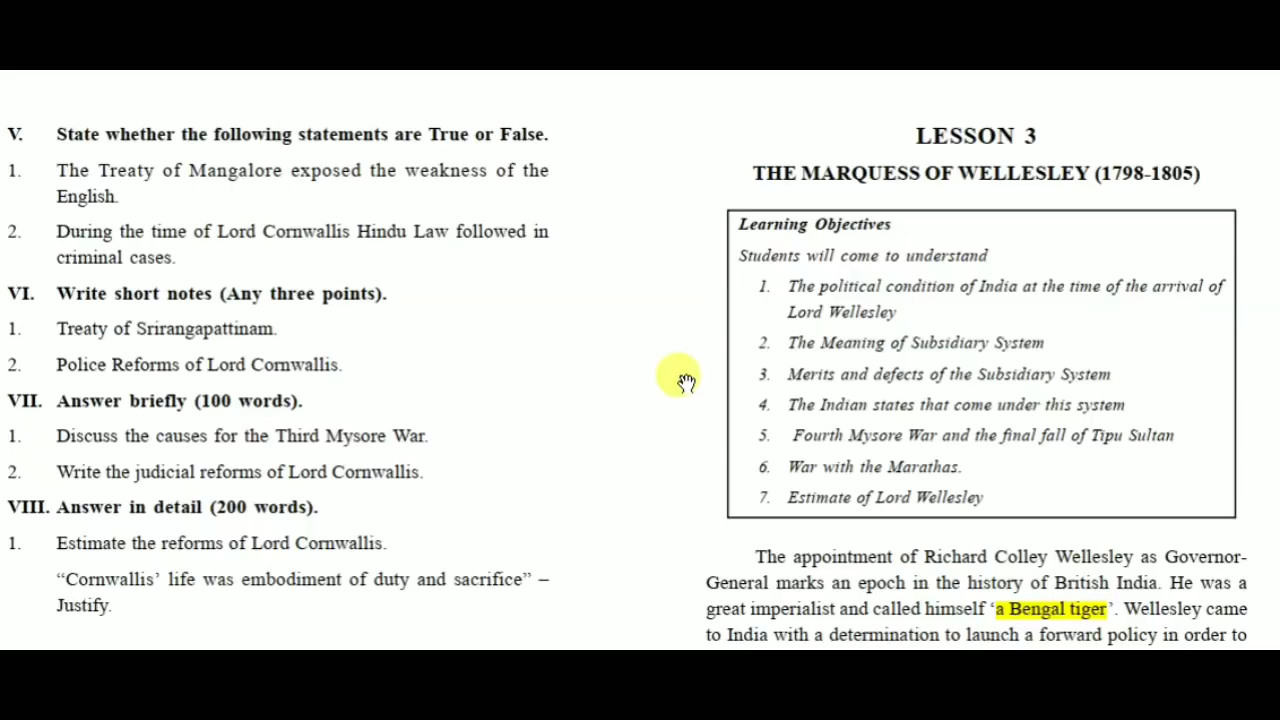 V. State whether the following statements are True or False.
1. The Treaty of Mangalore exposed the weakness of the
English.
2. During the time of Lord Cornwallis Hindu Law followed in
criminal cases.
VI. Write short notes (Any three points).
1. Treaty of Srirangapattinam.
2. Police Reforms of Lord Cornwallis.
VII. Answer briefly (100 words).
1. Discuss the causes for the Third Mysore War.
2. Write the judicial reforms of Lord Cornwallis.
VIII. Answer in detail (200 words).
1. Estimate the reforms of Lord Cornwallis.
“Cornwallis’ life was embodiment of duty and sacrifice” –
Justify.
LESSON 3
THE MARQUESS OF WELLESLEY (1798-1805)
Learning Objectives
Students will come to understand
1. The political condition of India at the time of the arrival of
Lord Wellesley
2. The Meaning of Subsidiary System
3. Merits and defects of the Subsidiary System
4. The Indian states that come under this system
5. Fourth Mysore War and the final fall of Tipu Sultan
6. War with the Marathas.
7. Estimate of Lord Wellesley
The appointment of Richard Colley Wellesley as Governor-
General marks an epoch in the history of British India. He was a
great imperialist and called himself ‘a Bengal tiger’. Wellesley came
to India with a determination to launch a forward policy in order to